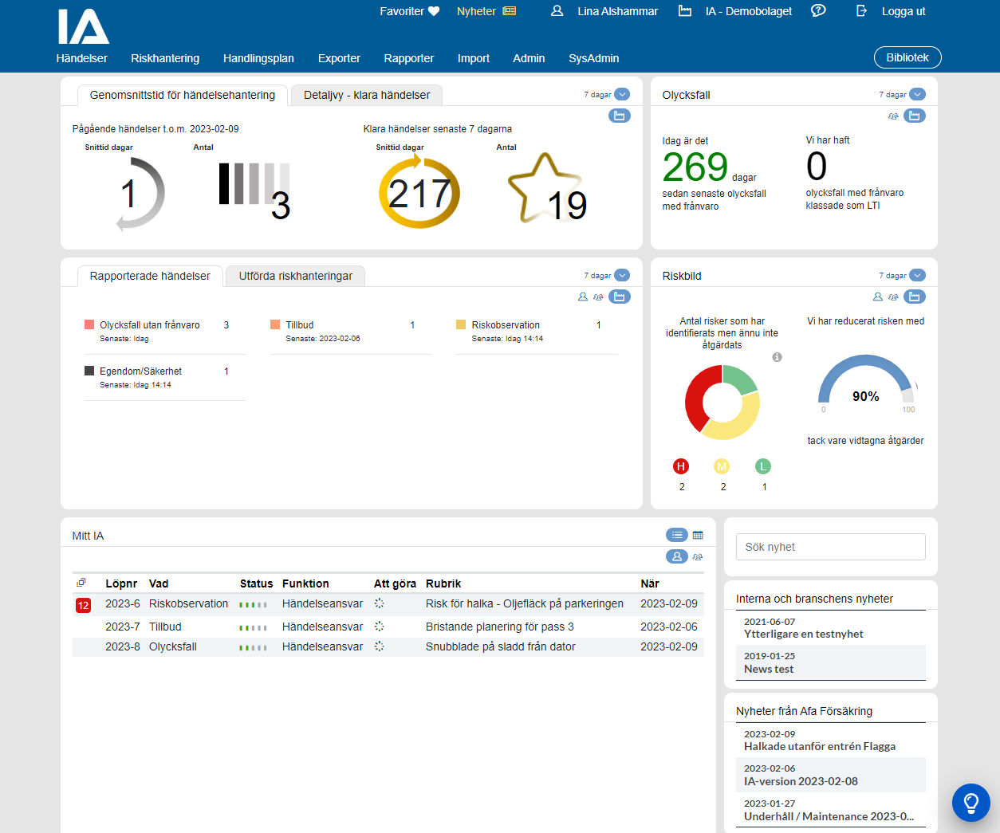 IA
Favoriter
Nyheter
Lina Alshammar
IA - Demobolaget
Logga ut
Händelser
Riskhantering
Handlingsplan
Exporter
Rapporter
Import
Admin
SysAdmin
Bibliotek
Genomsnittstid för händelsehantering
Detaljvy - klara händelser
7 dagar
Pågående händelser t.o.m. 2023-02-09
Snittid dagar
Antal
1
3
Klara händelser senaste 7 dagarna
Snittid dagar
Antal
217
19
Olycksfall
7 dagar
Idag är det
269 dagar
sedan senaste olycksfall
med frånvaro
Vi har haft
0
olycksfall med frånvaro
klassade som LTI
Rapporterade händelser
Utförda riskhanteringar
7 dagar
Olycksfall utan frånvaro 3
Senaste: Idag
Tillbud 1
Senaste: 2023-02-06
Riskobservation 1
Senaste: Idag 14:14
Egendom/Säkerhet 1
Senaste: Idag 14:14
Riskbild
7 dagar
Antal risker som har
identifierats men ännu inte
åtgärdats
H M L
2 2 1
Vi har reducerat risken med
90%
0 100
tack vare vidtagna åtgärder
Mitt IA
Löpnr Vad Status Funktion Att göra Rubrik När
12 2023-6 Riskobservation Händelseansvar Risk för halka - Oljefläck på parkeringen 2023-02-09
2023-7 Tillbud Händelseansvar Bristande planering för pass 3 2023-02-06
2023-8 Olycksfall Händelseansvar Snubblade på sladd från dator 2023-02-09
Sök nyhet
Interna och branschens nyheter
2021-06-07
Ytterligare en testnyhet
2019-01-25
News test
Nyheter från Afa Försäkring
2023-02-09
Halkade utanför entrén Flagga
2023-02-06
IA-version 2023-02-08
2023-01-27
Underhåll / Maintenance 2023-0...